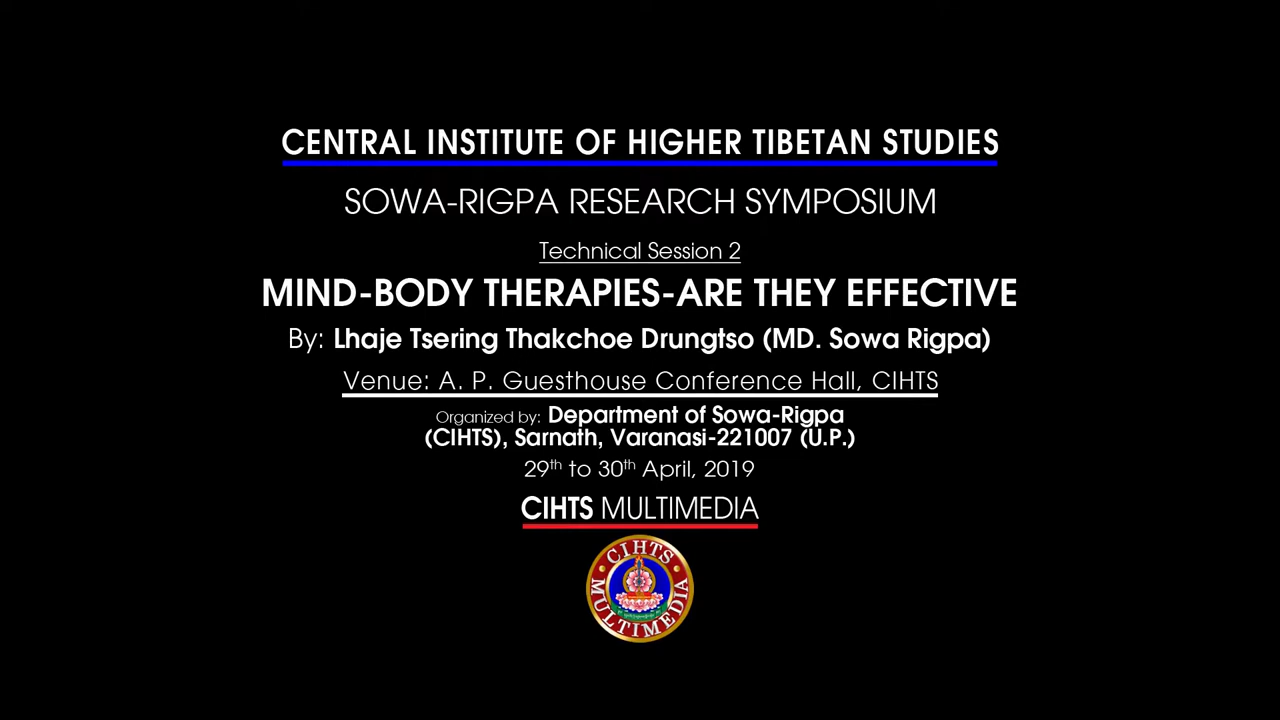 CENTRAL INSTITUTE OF HIGHER TIBETAN STUDIES
SOWA-RIGPA RESEARCH SYMPOSIUM
Technical Session 2
MIND-BODY THERAPIES-ARE THEY EFFECTIVE
By: Lhaje Tsering Thakchoe Drungtso (MD. Sowa Rigpa)
Venue: A. P. Guesthouse Conference Hall, CIHTS
Organized by: Department of Sowa-Rigpa
(CIHTS), Sarnath, Varanasi-221007 (U.P.)
29th to 30th April, 2019
CIHTS MULTIMEDIA
CIHTS
MULTIMEDIA